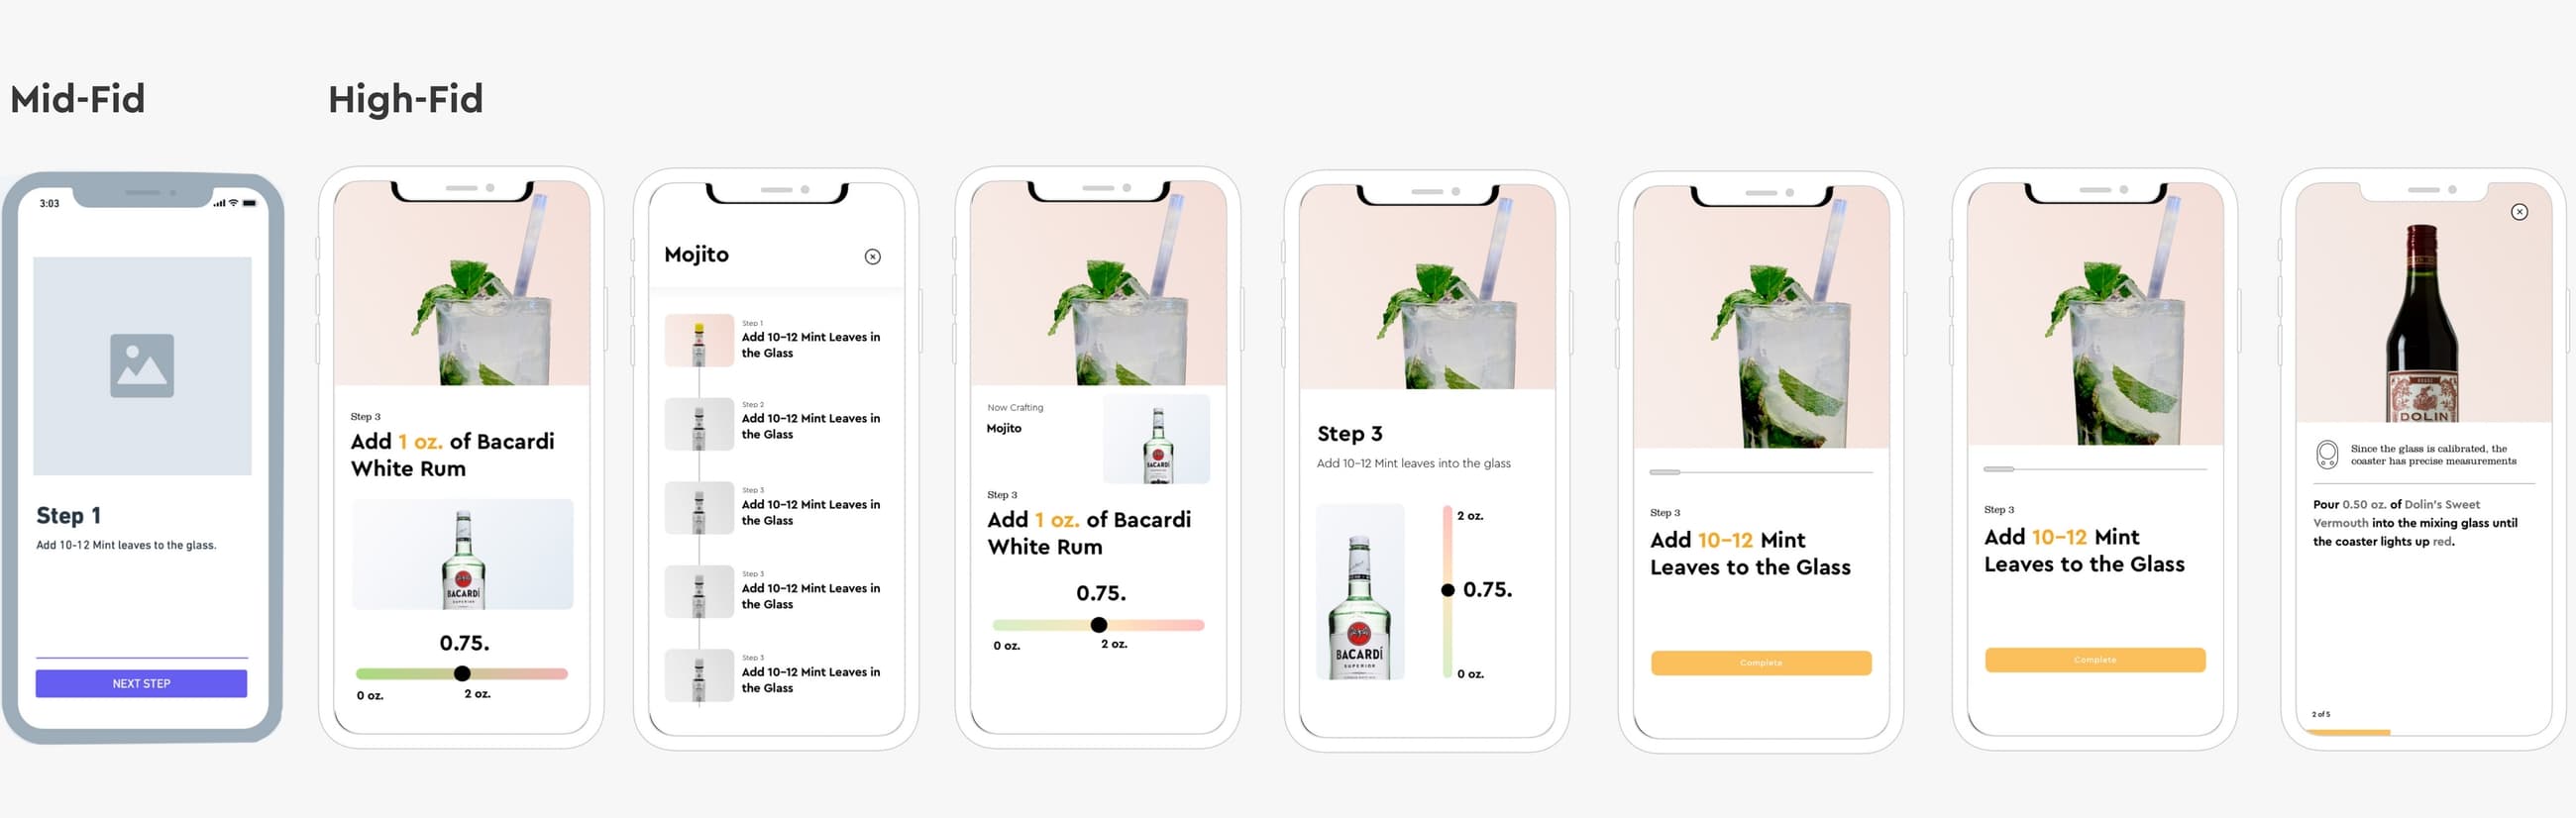 Mid-Fid
High-Fid
3:03
Step 1
Add 10-12 Mint leaves to the glass.
NEXT STEP
Step 3
Add 1 oz. of Bacardi
White Rum
BACARDÍ
SUPERIOR
0.75.
0 oz.
2 oz.
Mojito
Step 1
Add 10-12 Mint Leaves in
the Glass
Step 2
Add 10-12 Mint Leaves in
the Glass
Step 3
Add 10-12 Mint Leaves in
the Glass
Step 3
Add 10-12 Mint Leaves in
the Glass
Step 3
Add 10-12 Mint Leaves in
the Glass
Now Crafting
Mojito
BACARDÍ
Step 3
Add 1 oz. of Bacardi
White Rum
0.75.
0 oz.
2 oz.
Step 3
Add 10-12 Mint leaves into the glass
BACARDÍ
SUPERIOR
2 oz.
0.75.
0 oz.
Step 3
Add 10-12 Mint
Leaves to the Glass
Complete
Step 3
Add 10-12 Mint
Leaves to the Glass
Complete
DOLIN
Since the glass is calibrated, the
coaster has precise measurements
Pour 0.50 oz. of Dolin's Sweet
Vermouth into the mixing glass until
the coaster lights up red.
2 of 5